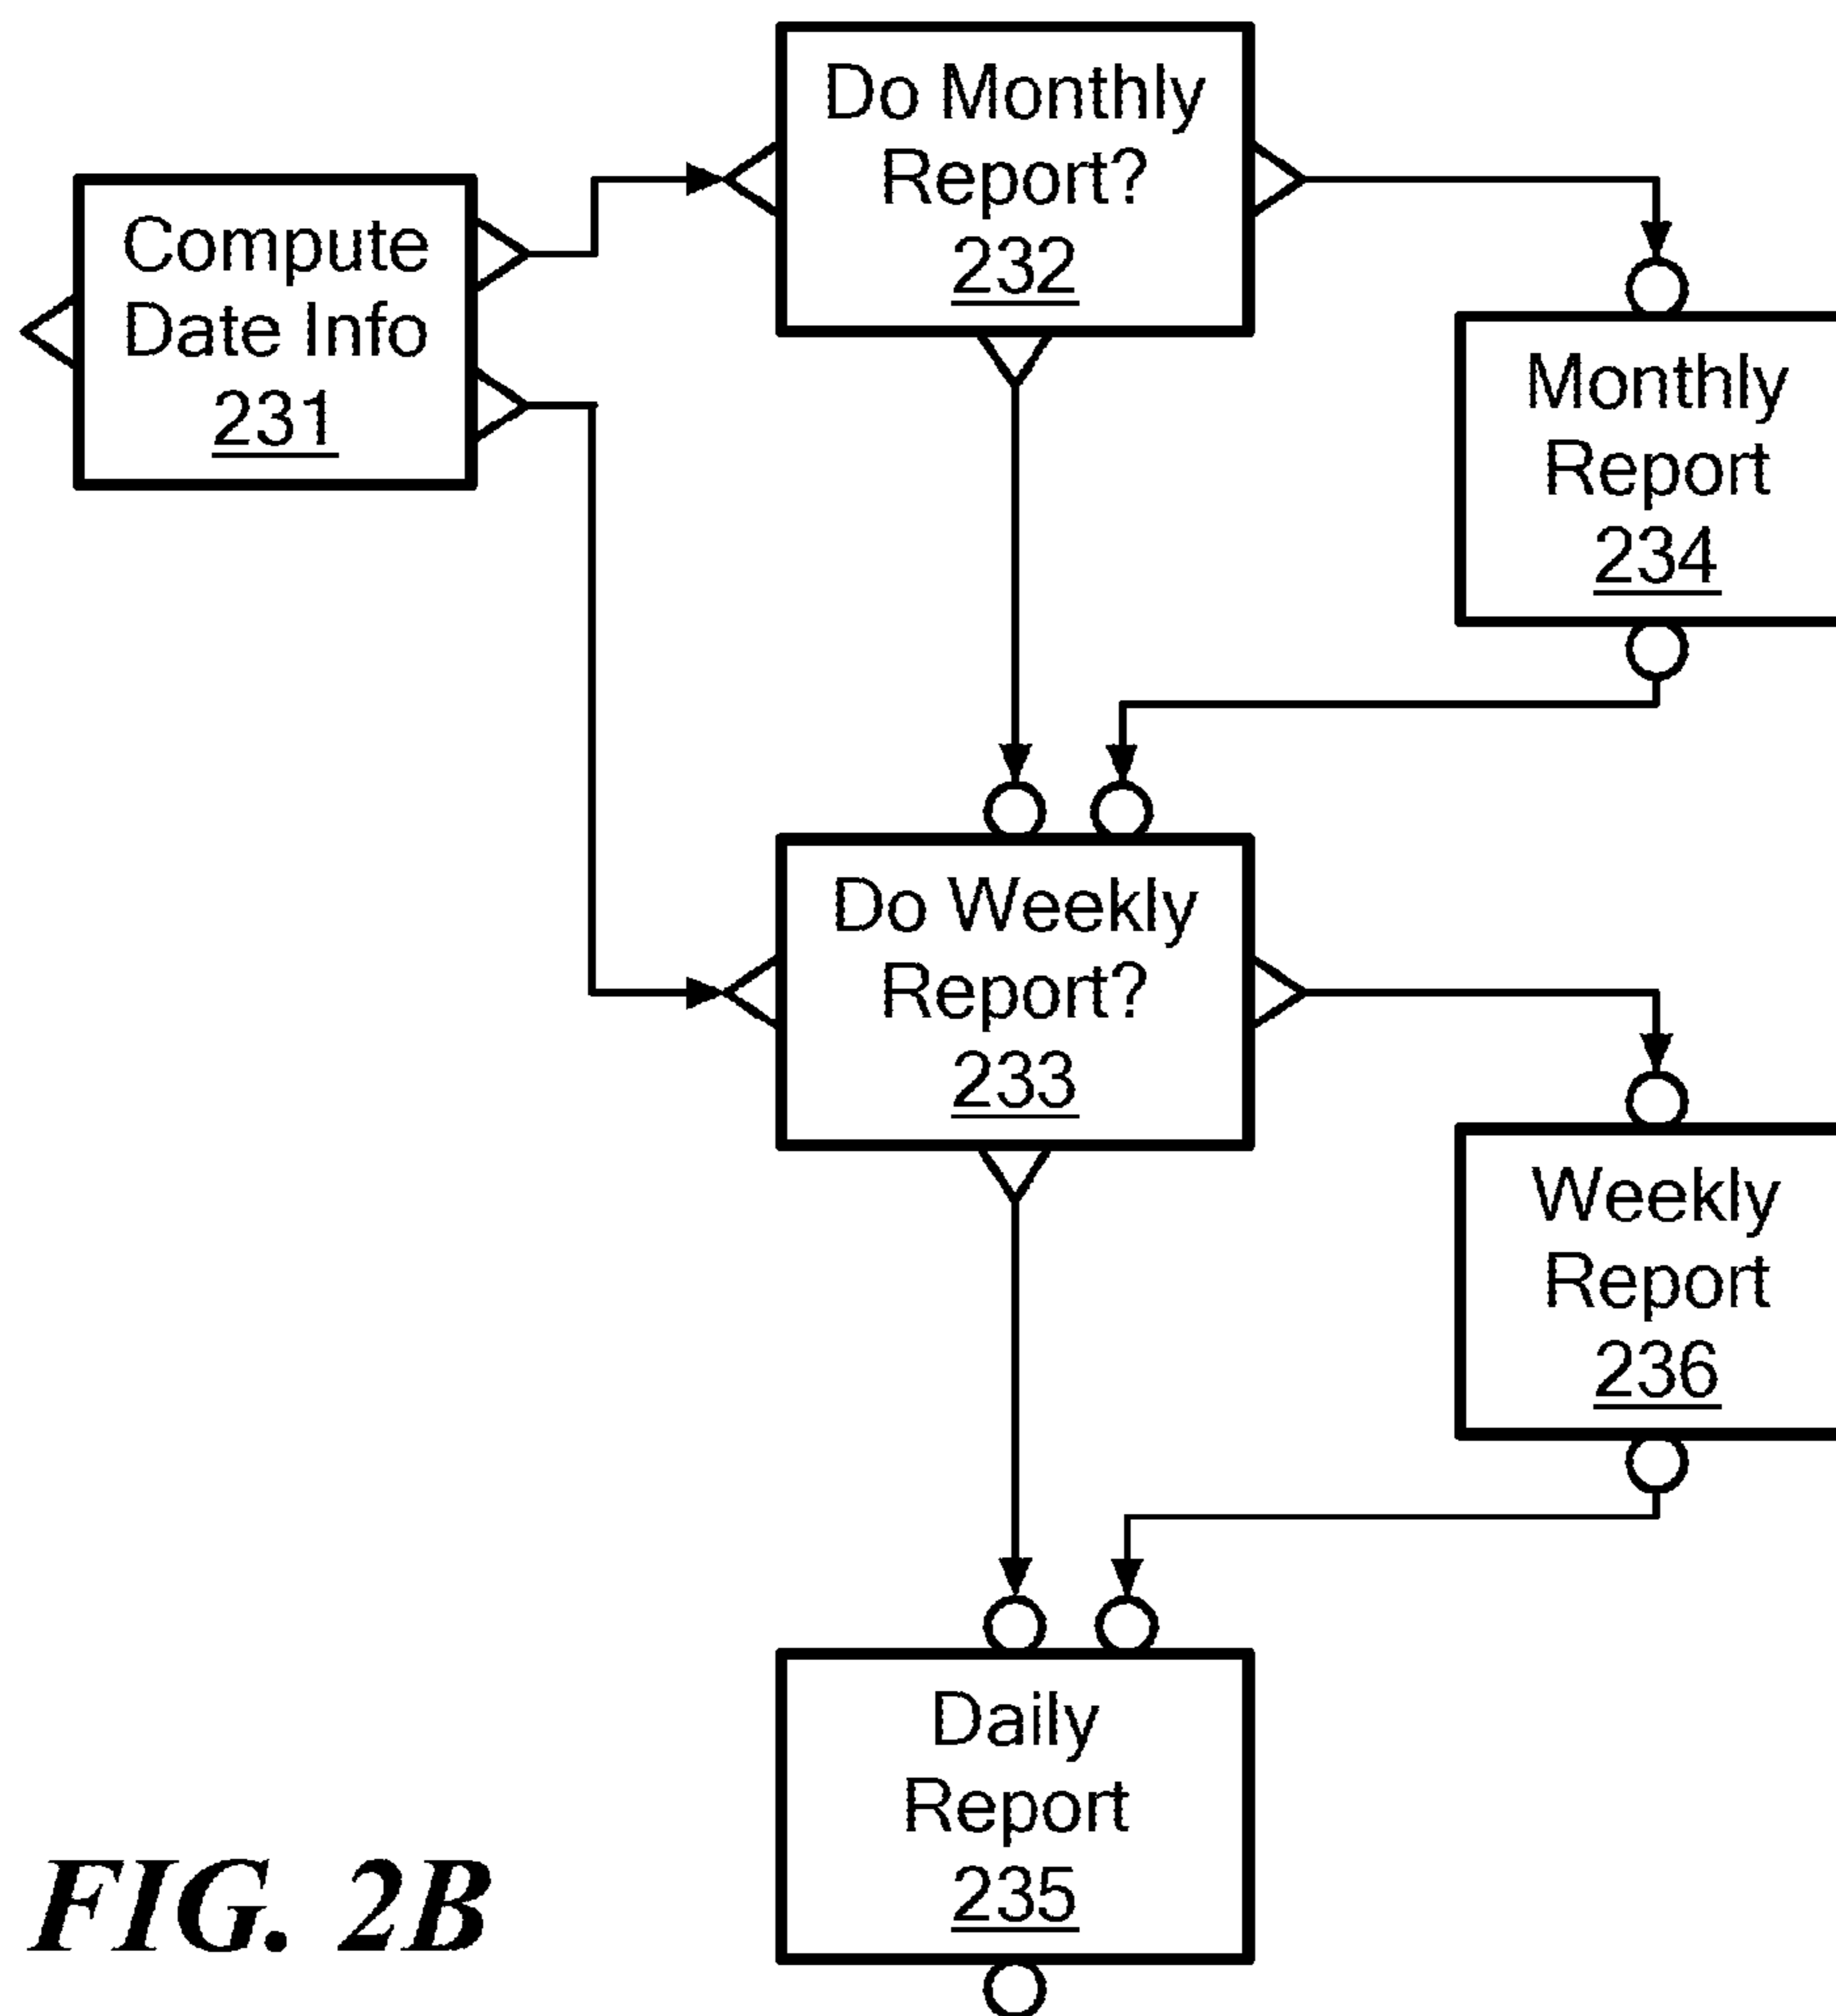 Do Monthly
Report?
232
Compute
Date Info
231
Monthly
Report
234
Do Weekly
Report?
233
Weekly
Report
236
Daily
Report
235
FIG. 2B